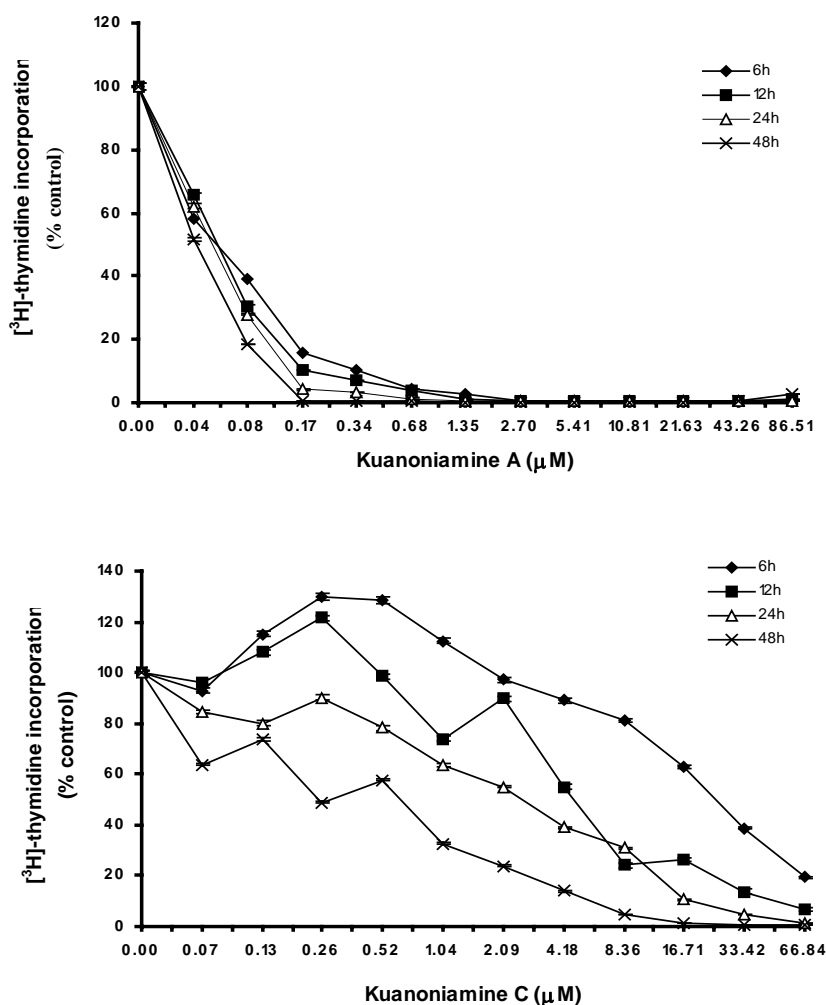 120
100
80
60
40
20
0
[³H]-thymidine incorporation
(% control)
6h
12h
24h
48h
0.00 0.04 0.08 0.17 0.34 0.68 1.35 2.70 5.41 10.81 21.63 43.26 86.51
Kuanoniamine A (μM)
140
120
100
80
60
40
20
0
[³H]-thymidine incorporation
(% control)
6h
12h
24h
48h
0.00 0.07 0.13 0.26 0.52 1.04 2.09 4.18 8.36 16.71 33.42 66.84
Kuanoniamine C (μM)